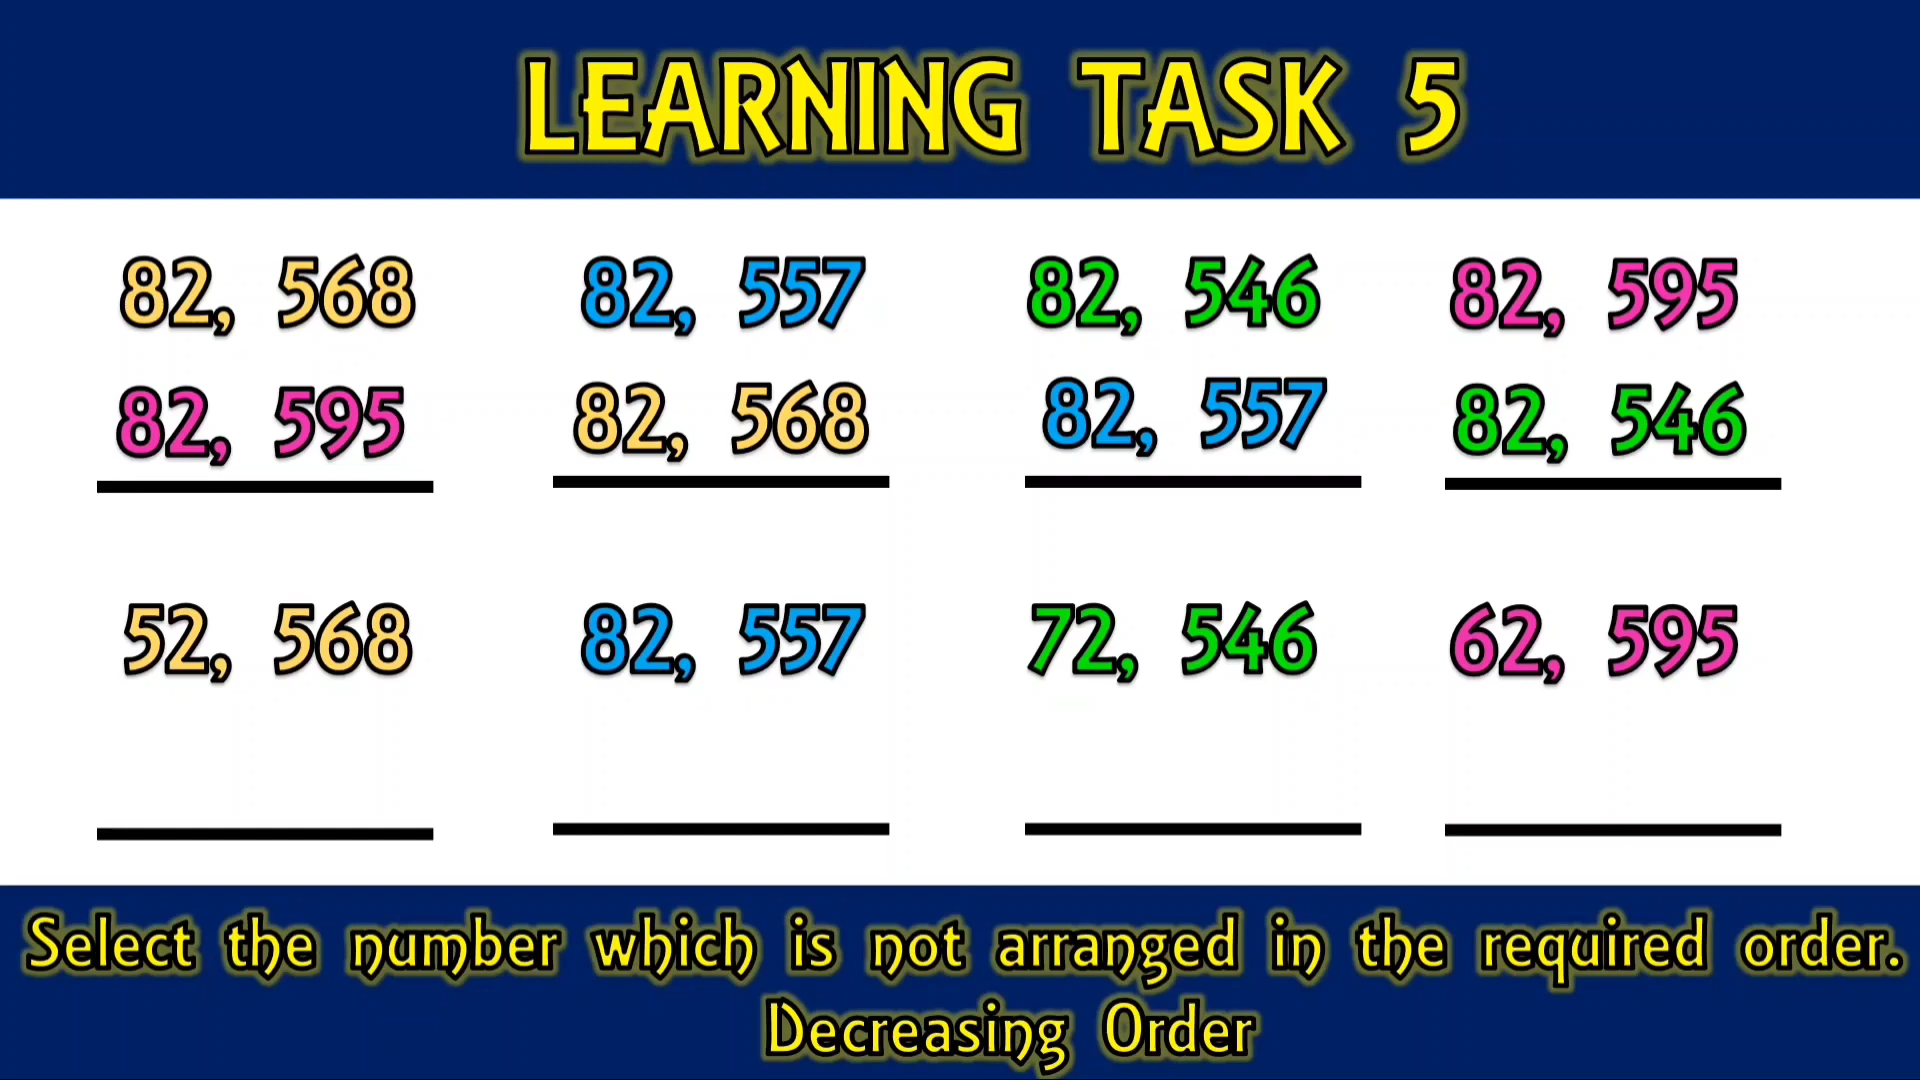 LEARNING TASK 5
82, 568 82, 557 82, 546 82, 595
82, 595 82, 568 82, 557 82, 546
52, 568 82, 557 72, 546 62, 595
Select the number which is not arranged in the required order.
Decreasing Order